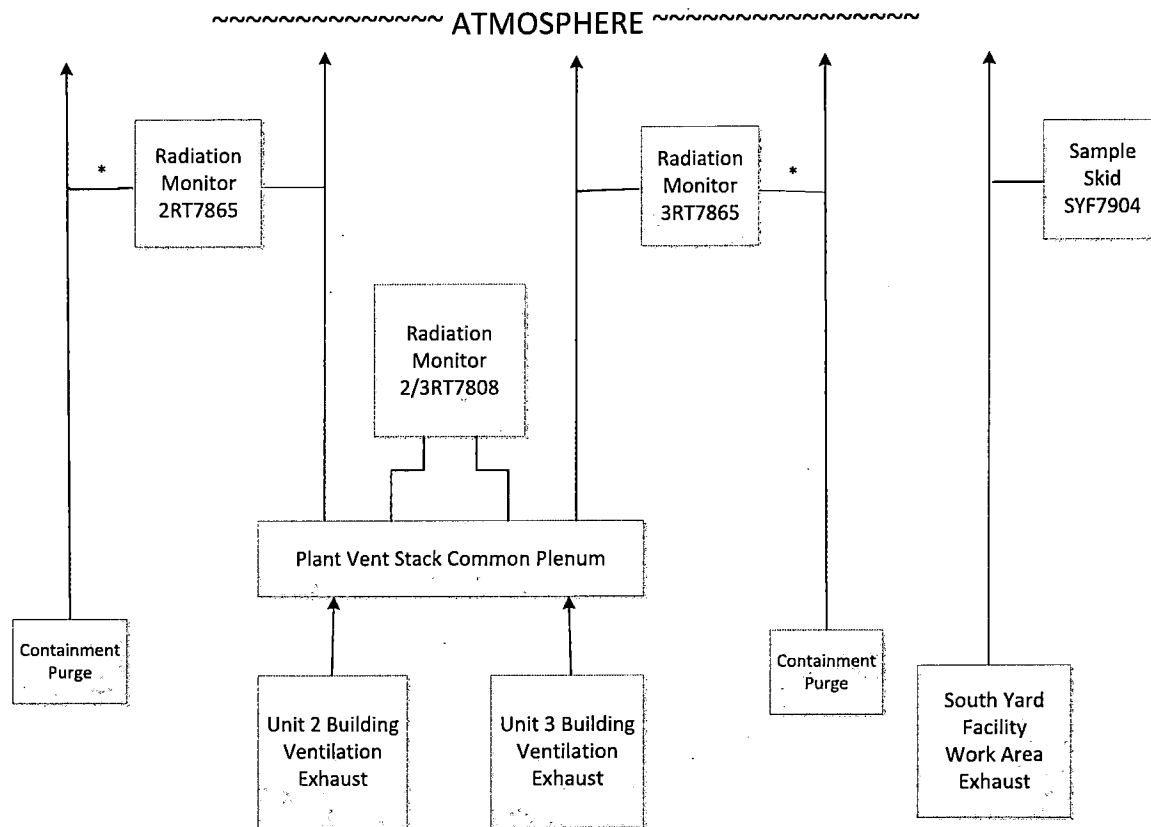 ~~~~~~~~~~~~~~~ ATMOSPHERE ~~~~~~~~~~~~~~~~~
*
Radiation
Monitor
2RT7865
Radiation
Monitor
3RT7865
*
Sample
Skid
SYF7904
Radiation
Monitor
2/3RT7808
Plant Vent Stack Common Plenum
Containment
Purge
Unit 2 Building
Ventilation
Exhaust
Unit 3 Building
Ventilation
Exhaust
Containment
Purge
South Yard
Facility
Work Area
Exhaust